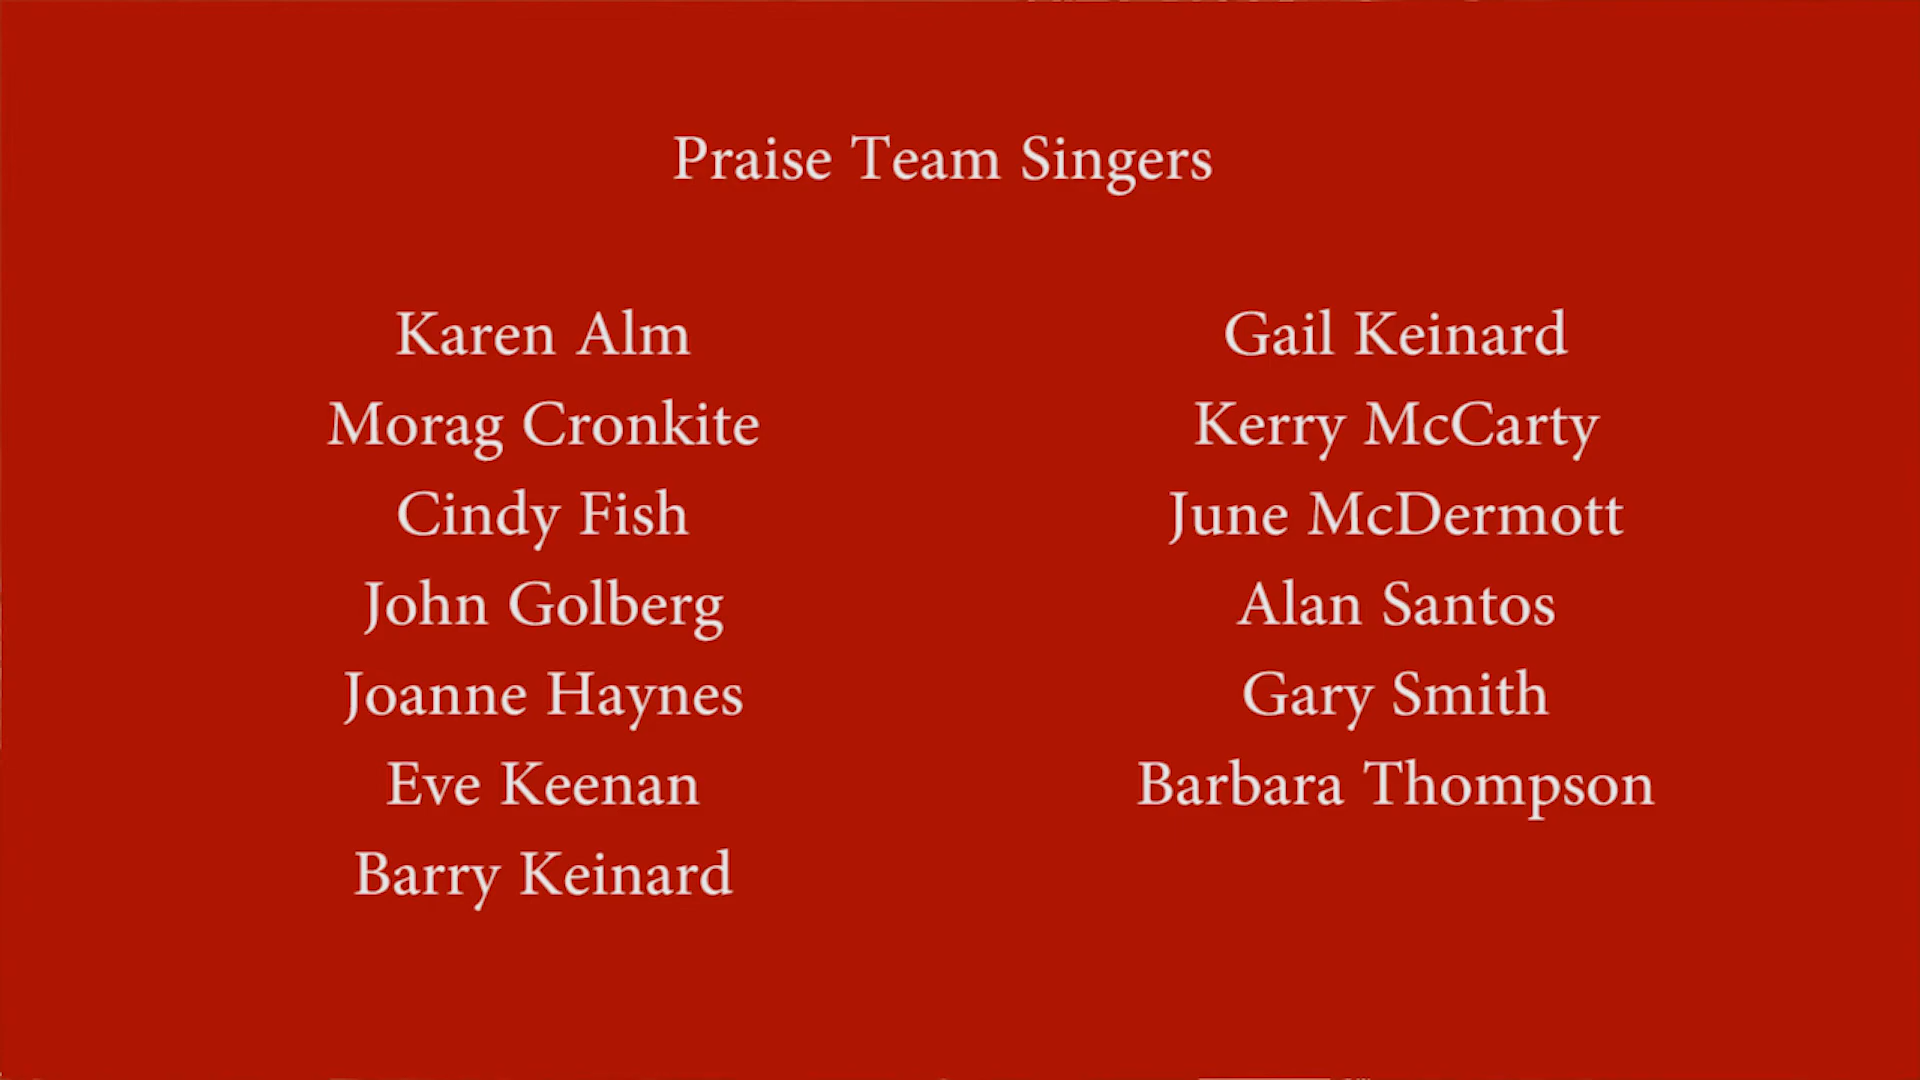 Praise Team Singers
Karen Alm
Morag Cronkite
Cindy Fish
John Golberg
Joanne Haynes
Eve Keenan
Barry Keinard
Gail Keinard
Kerry McCarty
June McDermott
Alan Santos
Gary Smith
Barbara Thompson